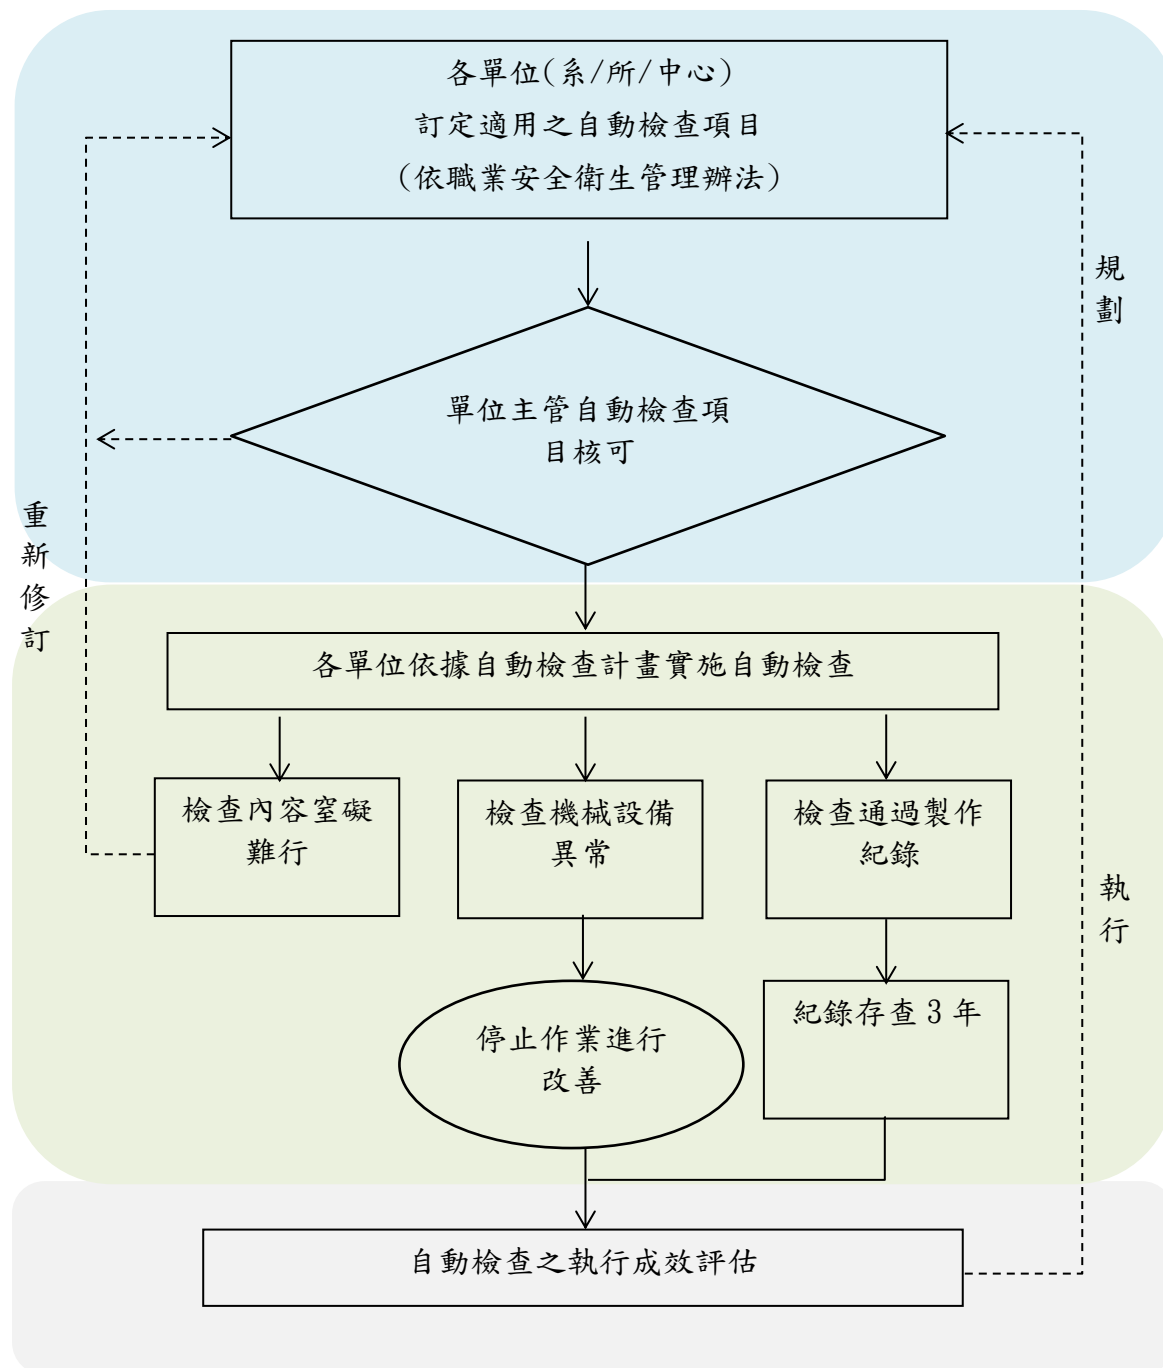 各單位(系/所/中心)
訂定適用之自動檢查項目
(依職業安全衛生管理辦法)
規
劃
單位主管自動檢查項
目核可
重
新
修
訂
各單位依據自動檢查計畫實施自動檢查
檢查內容窒礙
難行
檢查機械設備
異常
檢查通過製作
紀錄
執
行
停止作業進行
改善
紀錄存查 3 年
自動檢查之執行成效評估